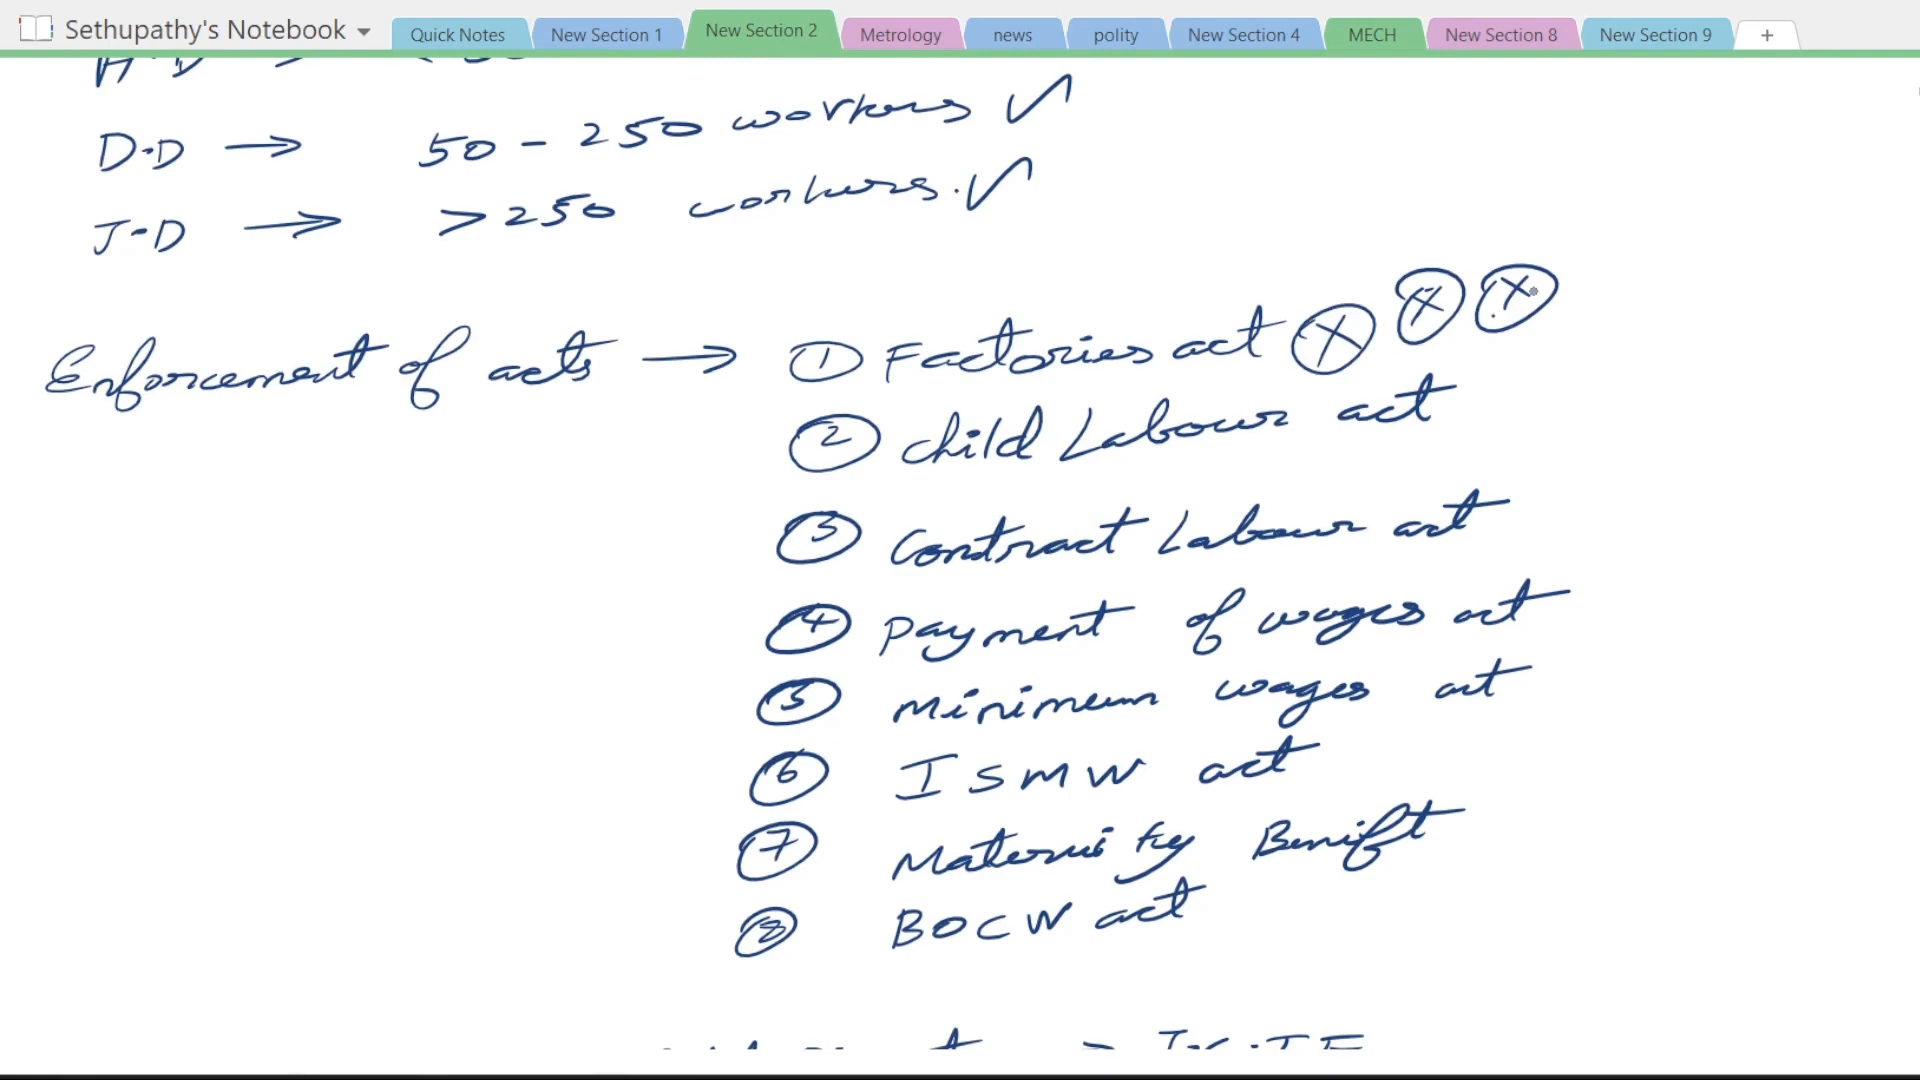 Sethupathy's Notebook
Quick Notes New Section 1 New Section 2 Metrology news polity New Section 4 MECH New Section 8 New Section 9 +
D.D → 50 - 250 workers ✓
J-D → > 250 workers. ✓
Enforcement of acts → ① Factories act
② Child Labour act
③ Contract Labour act
④ Payment of wages act
⑤ Minimum wages act
⑥ ISMW act
⑦ Maternity Benift
⑧ BOCW act